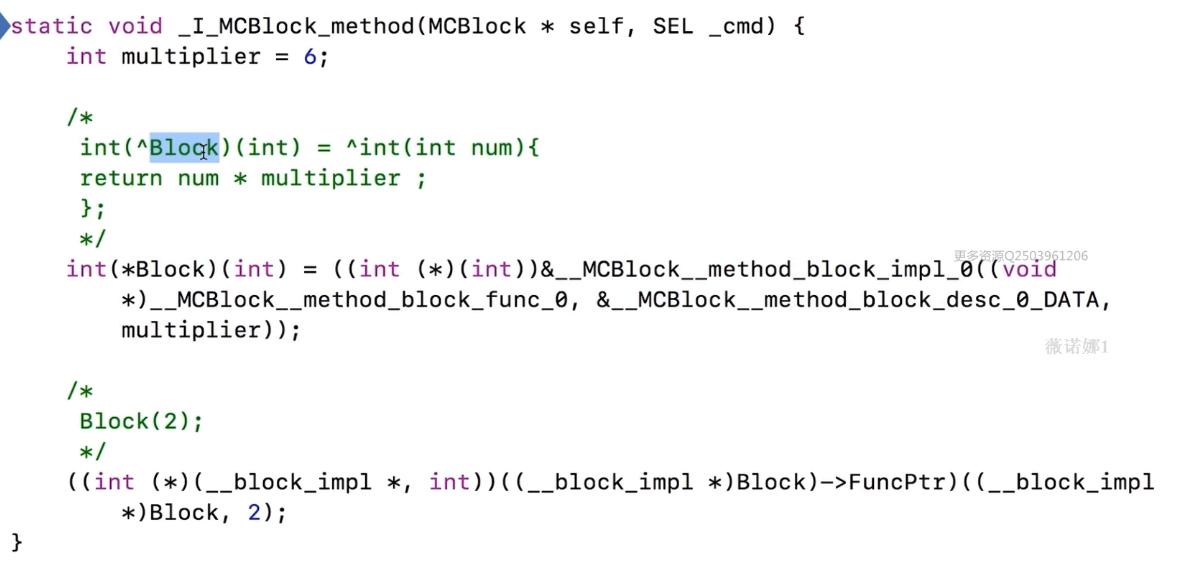 static void _I_MCBlock_method(MCBlock * self, SEL _cmd) {
int multiplier = 6;
/*
int(^Block)(int) = ^int(int num){
return num * multiplier ;
};
*/
更多资源Q2503961206
int(*Block)(int) = ((int (*)(int))&__MCBlock__method_block_impl_0((void
*)__MCBlock__method_block_func_0, &__MCBlock__method_block_desc_0_DATA,
multiplier));
薇诺娜1
/*
Block(2);
*/
((int (*)(__block_impl *, int))((__block_impl *)Block)->FuncPtr)((__block_impl
*)Block, 2);
}